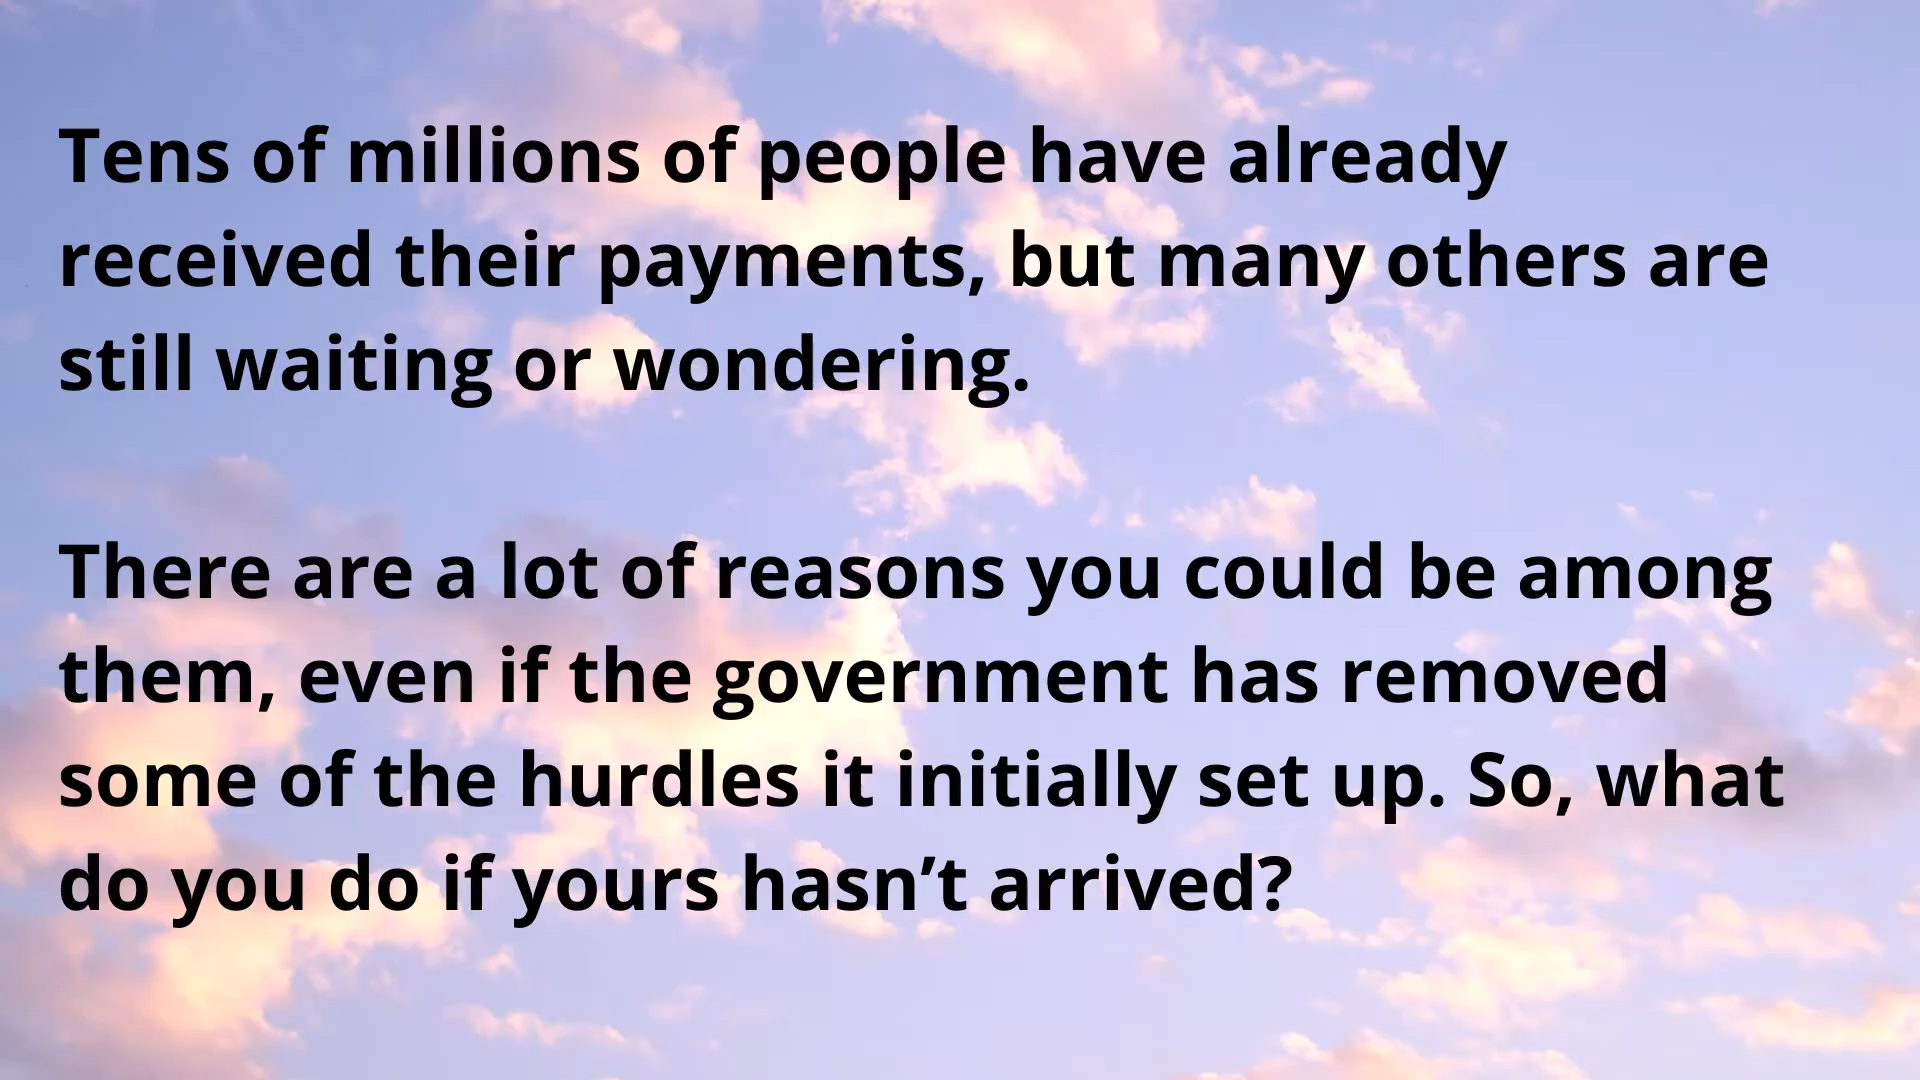 Tens of millions of people have already
received their payments, but many others are
still waiting or wondering.
There are a lot of reasons you could be among
them, even if the government has removed
some of the hurdles it initially set up. So, what
do you do if yours hasn’t arrived?